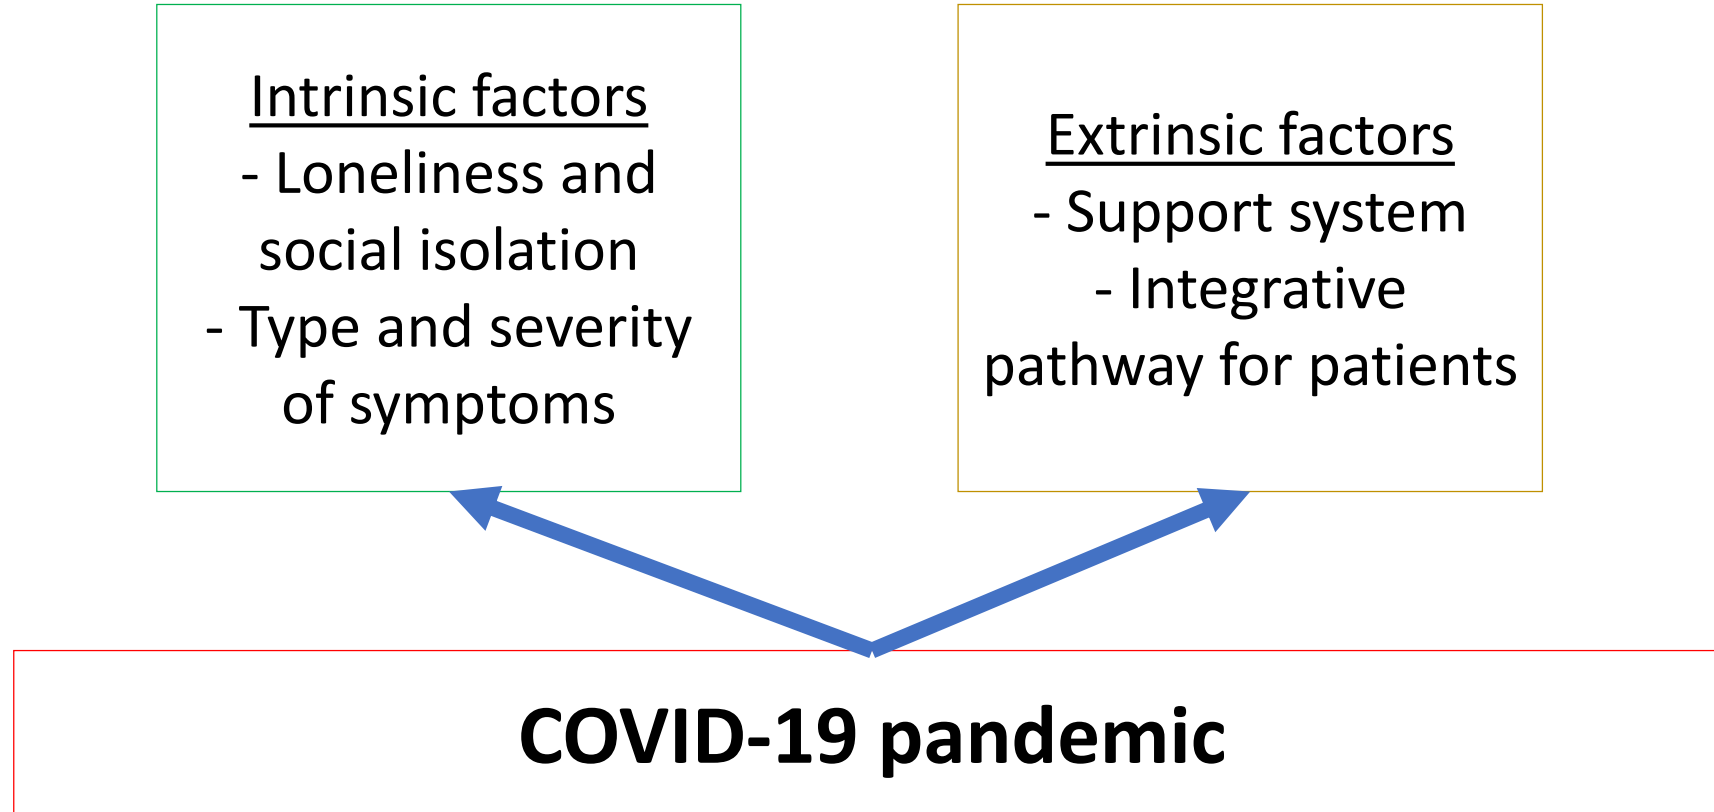 Intrinsic factors
- Loneliness and
social isolation
- Type and severity
of symptoms
Extrinsic factors
- Support system
- Integrative
pathway for patients
COVID-19 pandemic